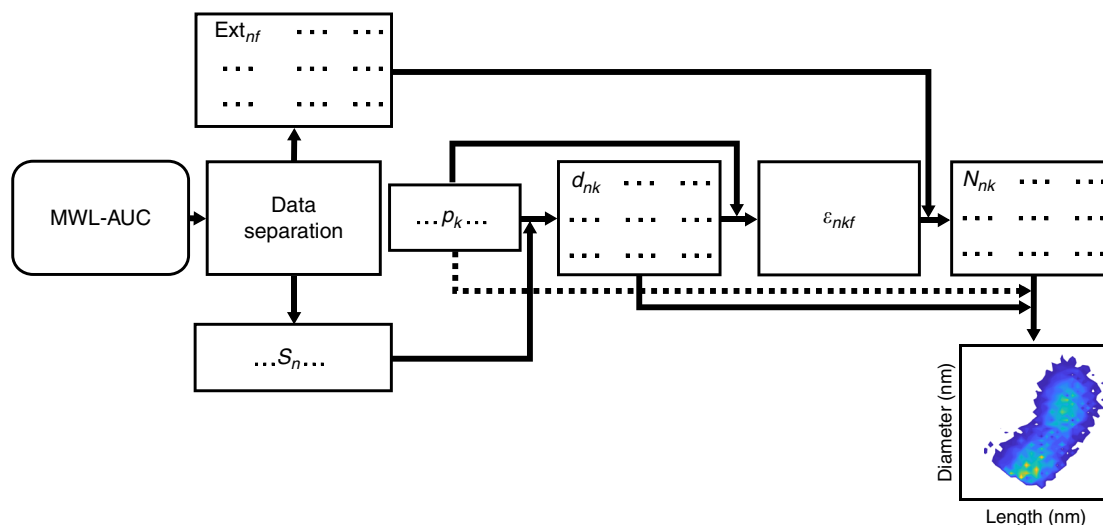 Ext_nf ... ...
... ... ...
... ... ...
MWL-AUC
Data
separation
...p_k...
d_nk ... ...
... ... ...
... ... ...
ε_nkf
N_nk ... ...
... ... ...
... ... ...
...S_n...
Diameter (nm)
Length (nm)